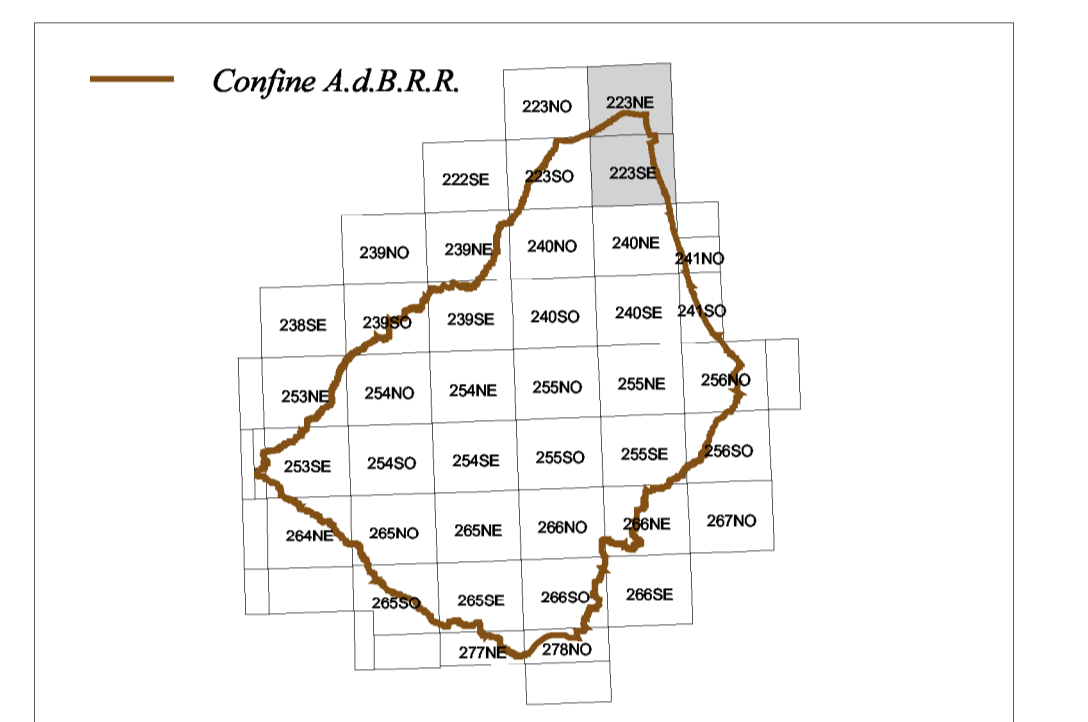 Confine A.d.B.R.R.
223NO 223NE
222SE 223SO 223SE
239NO 239NE 240NO 240NE 241NO
238SE 239SO 239SE 240SO 240SE 241SO
253NE 254NO 254NE 255NO 255NE 256NO
253SE 254SO 254SE 255SO 255SE 256SO
264NE 265NO 265NE 266NO 266NE 267NO
265SO 265SE 266SO 266SE
277NE 278NO